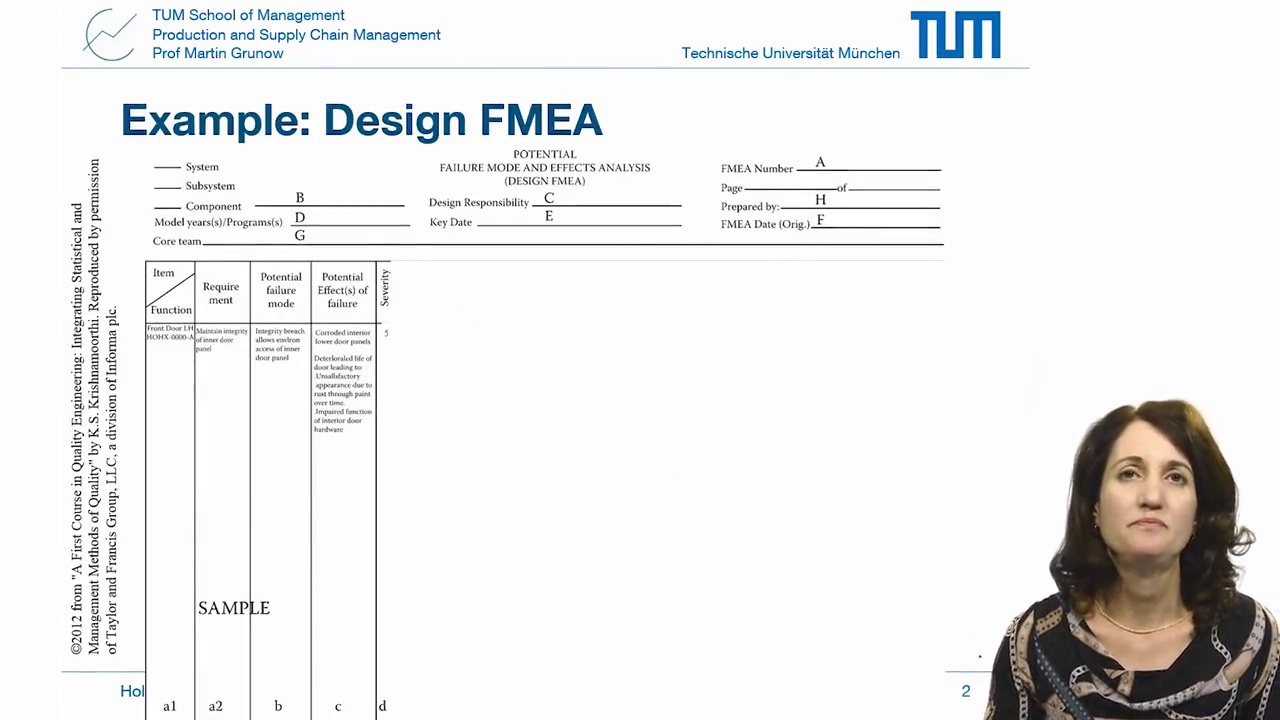 TUM School of Management
Production and Supply Chain Management
Prof Martin Grunow
Technische Universität München
TUM
Example: Design FMEA
©2012 from "A First Course in Quality Engineering: Integrating Statistical and
Management Methods of Quality" by K.S. Krishnamoorthi. Reproduced by permission
of Taylor and Francis Group, LLC, a division of Informa plc.
System
Subsystem
Component B
Model years(s)/Programs(s) D
Core team G
POTENTIAL
FAILURE MODE AND EFFECTS ANALYSIS
(DESIGN FMEA)
Design Responsibility C
Key Date E
FMEA Number A
Page of
Prepared by: H
FMEA Date (Orig.) F
Item
Function
Require
ment
Potential
failure
mode
Potential
Effect(s) of
failure
Severity
Front Door LH
HOHX-0000-A
Maintain integrity
of inner door
panel
Integrity breach
allows environ
access of inner
door panel
Corroded interior
lower door panels
Deterloraled life of
door leading to
.Unsallsfactory
appearance due to
rust through paint
over time.
.Impaired function
of interior door
hardware
5
SAMPLE
a1 a2 b c d
Hol
2